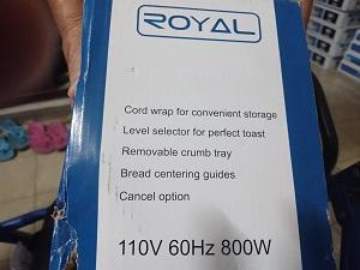 ROYAL
Cord wrap for convenient storage
Level selector for perfect toast
Removable crumb tray
Bread centering guides
Cancel option
110V 60Hz 800W